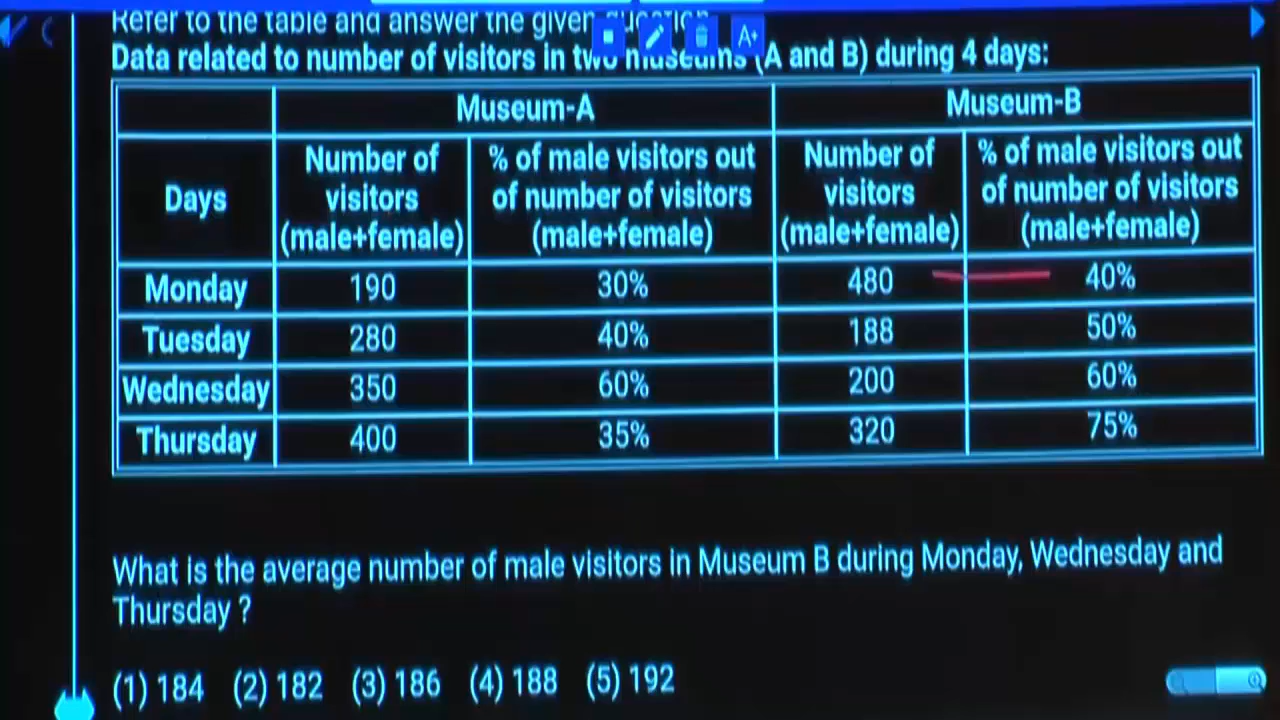 Refer to the table and answer the given question
Data related to number of visitors in two museums (A and B) during 4 days:
Museum-A Museum-B
Days Number of visitors (male+female) % of male visitors out of number of visitors (male+female) Number of visitors (male+female) % of male visitors out of number of visitors (male+female)
Monday 190 30% 480 40%
Tuesday 280 40% 188 50%
Wednesday 350 60% 200 60%
Thursday 400 35% 320 75%
What is the average number of male visitors in Museum B during Monday, Wednesday and
Thursday ?
(1) 184 (2) 182 (3) 186 (4) 188 (5) 192